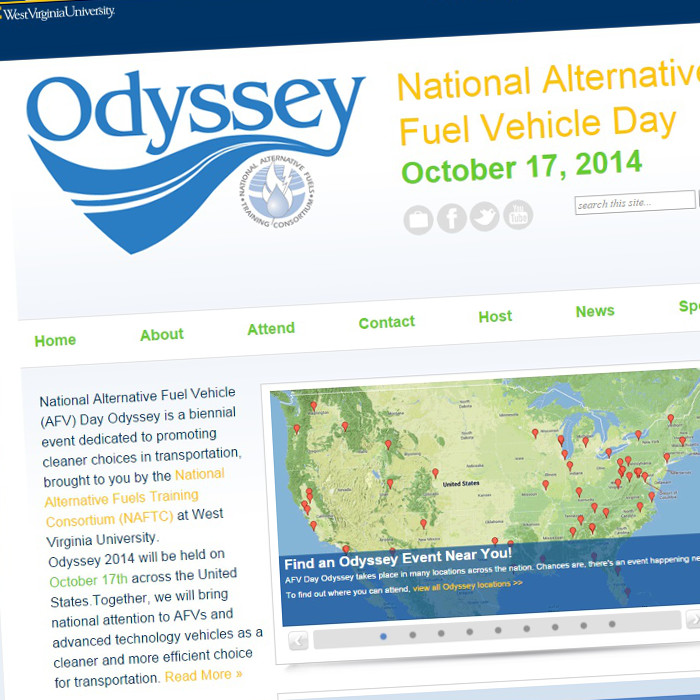 WestVirginiaUniversity.
Odyssey
NATIONAL ALTERNATIVE FUELS
TRAINING CONSORTIUM
National Alternative
Fuel Vehicle Day
October 17, 2014
You
Tube
search this site...
Home
About
Attend
Contact
Host
News
Spo
National Alternative Fuel Vehicle
(AFV) Day Odyssey is a biennial
event dedicated to promoting
cleaner choices in transportation,
brought to you by the National
Alternative Fuels Training
Consortium (NAFTC) at West
Virginia University.
Odyssey 2014 will be held on
October 17th across the United
States.Together, we will bring
national attention to AFVs and
advanced technology vehicles as a
cleaner and more efficient choice
for transportation. Read More »
United States
Find an Odyssey Event Near You!
AFV Day Odyssey takes place in many locations across the nation. Chances are, there's an event happening ne
To find out where you can attend, view all Odyssey locations >>